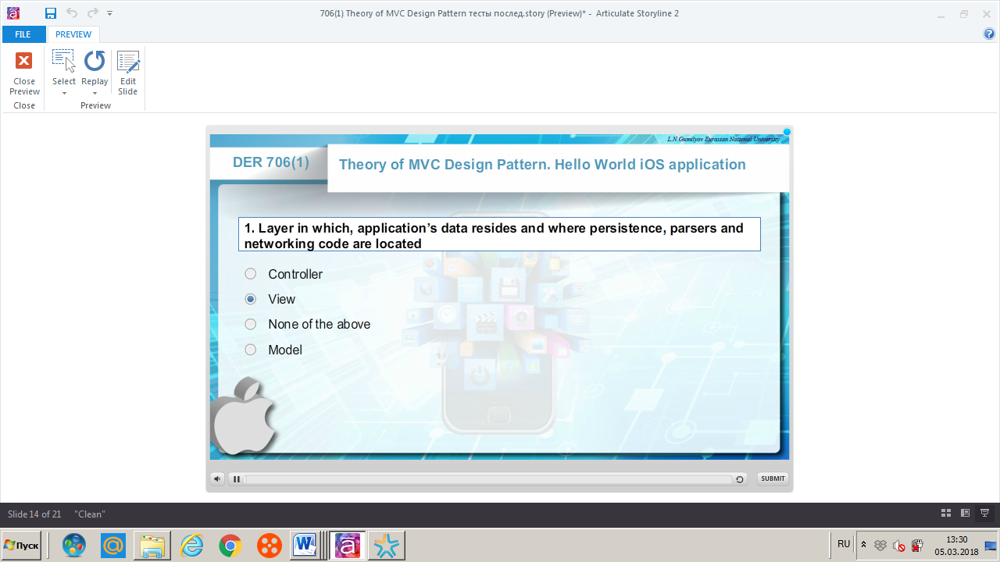 706(1) Theory of MVC Design Pattern тесты послед.story (Preview)* - Articulate Storyline 2
FILE PREVIEW
Close Preview
Select
Replay
Edit Slide
Close
Preview
L.N.Gumilyov Eurasian National University
DER 706(1)
Theory of MVC Design Pattern. Hello World iOS application
1. Layer in which, application’s data resides and where persistence, parsers and
networking code are located
Controller
View
None of the above
Model
SUBMIT
Slide 14 of 21 "Clean"
Пуск
RU
13:30
05.03.2018